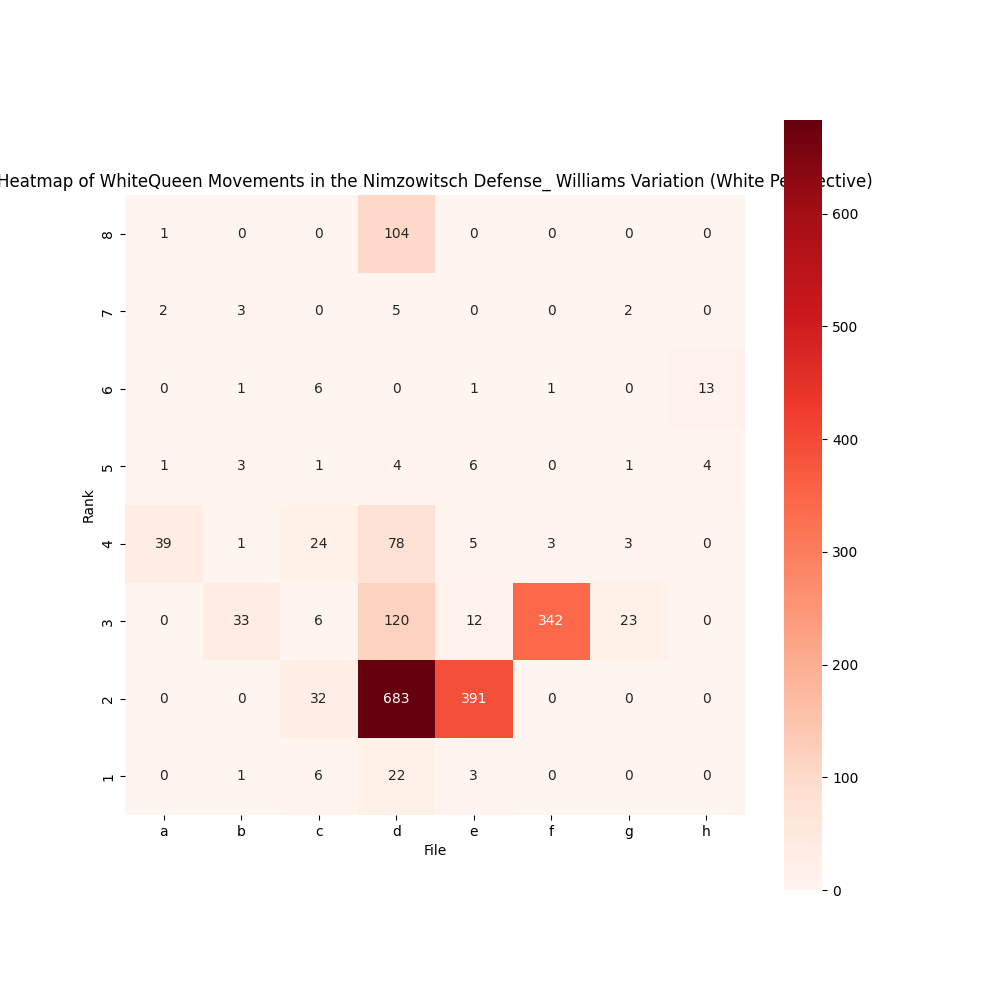 Heatmap of WhiteQueen Movements in the Nimzowitsch Defense_ Williams Variation (White Pe ective)
600
8 1 0 0 104 0 0 0 0
7 2 3 0 5 0 0 2 0
500
6 0 1 6 0 1 1 0 13
400
5 1 3 1 4 6 0 1 4
Rank
4 39 1 24 78 5 3 3 0
300
3 0 33 6 120 12 342 23 0
200
2 0 0 32 683 391 0 0 0
100
1 0 1 6 22 3 0 0 0
a b c d e f g h
File
0